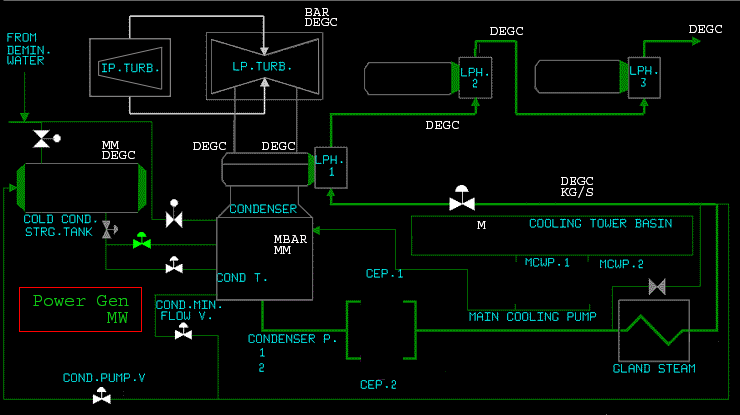 BAR
DEGC
FROM
DEMIN.
WATER
IP.TURB.
LP.TURB.
DEGC
DEGC
LPH.
2
LPH.
3
DEGC
MM
DEGC
DEGC
DEGC
LPH.
1
DEGC
KG/S
CONDENSER
COLD COND.
STRG.TANK
M
COOLING TOWER BASIN
MBAR
MM
MCWP.1
MCWP.2
COND T.
CEP.1
Power Gen
MW
COND.MIN.
FLOW V.
MAIN COOLING PUMP
CONDENSER P.
1
2
GLAND STEAM
COND.PUMP.V
CEP.2